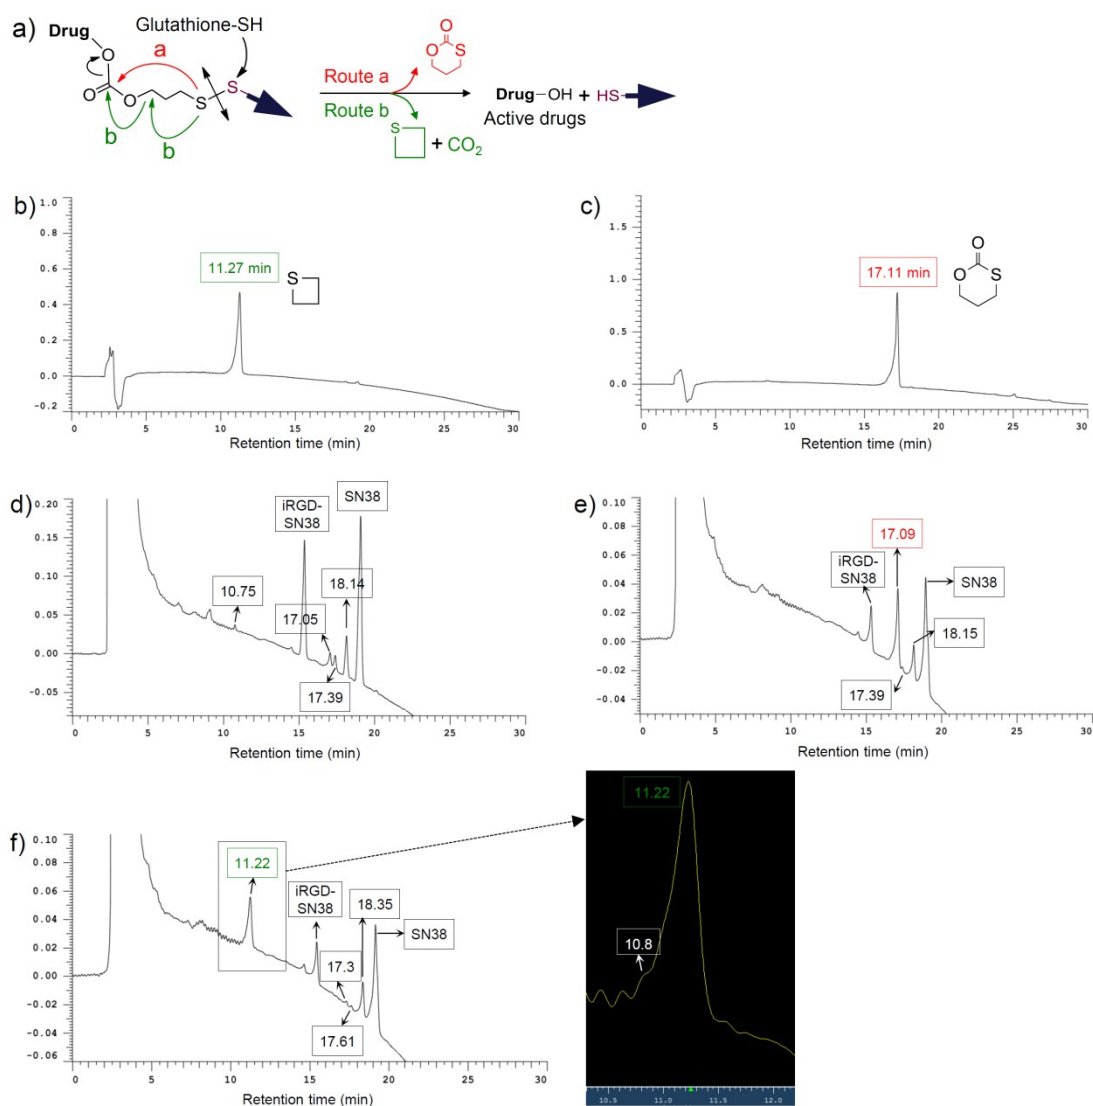 a)
Drug
Glutathione-SH
O
a
O
O
S
S
b
b
O
O
S
Route a
Route b
S
+ CO2
Drug-OH + HS
Active drugs
b)
1.0
0.8
0.6
0.4
0.2
0.0
-0.2
11.27 min
S
0
5
10
15
20
25
30
Retention time (min)
c)
1.5
1.0
0.5
0.0
17.11 min
O
O
S
0
5
10
15
20
25
30
Retention time (min)
d)
0.20
0.15
0.10
0.05
0.00
-0.05
iRGD-
SN38
SN38
10.75
17.05
18.14
17.39
0
5
10
15
20
25
30
Retention time (min)
e)
0.10
0.08
0.06
0.04
0.02
0.00
-0.02
-0.04
17.09
iRGD-
SN38
SN38
18.15
17.39
0
5
10
15
20
25
30
Retention time (min)
f)
0.10
0.08
0.06
0.04
0.02
0.00
-0.02
-0.04
-0.06
11.22
iRGD-
SN38
18.35
SN38
17.3
17.61
0
5
10
15
20
25
30
Retention time (min)
11.22
10.8
10.5
11.0
11.5
12.0